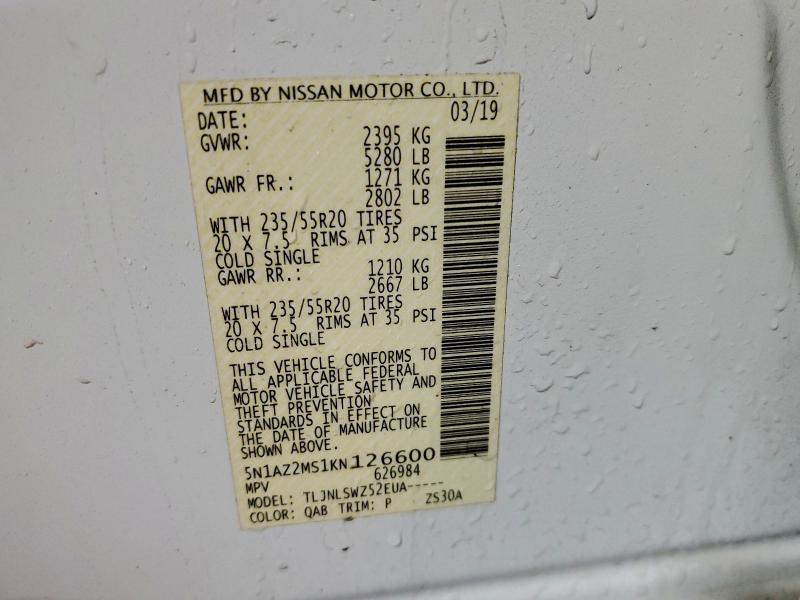 MFD BY NISSAN MOTOR CO., LTD.
DATE: 03/19
GVWR: 2395 KG
5280 LB
GAWR FR.: 1271 KG
2802 LB
WITH 235/55R20 TIRES
20 X 7.5 RIMS AT 35 PSI
COLD SINGLE
GAWR RR.: 1210 KG
2667 LB
WITH 235/55R20 TIRES
20 X 7.5 RIMS AT 35 PSI
COLD SINGLE
THIS VEHICLE CONFORMS TO
ALL APPLICABLE FEDERAL
MOTOR VEHICLE SAFETY AND
THEFT PREVENTION
STANDARDS IN EFFECT ON
THE DATE OF MANUFACTURE
SHOWN ABOVE.
5N1AZ2MS1KN126600
MPV 626984
MODEL: TLJNLSWZ52EUA-----
COLOR: QAB TRIM: P ZS30A